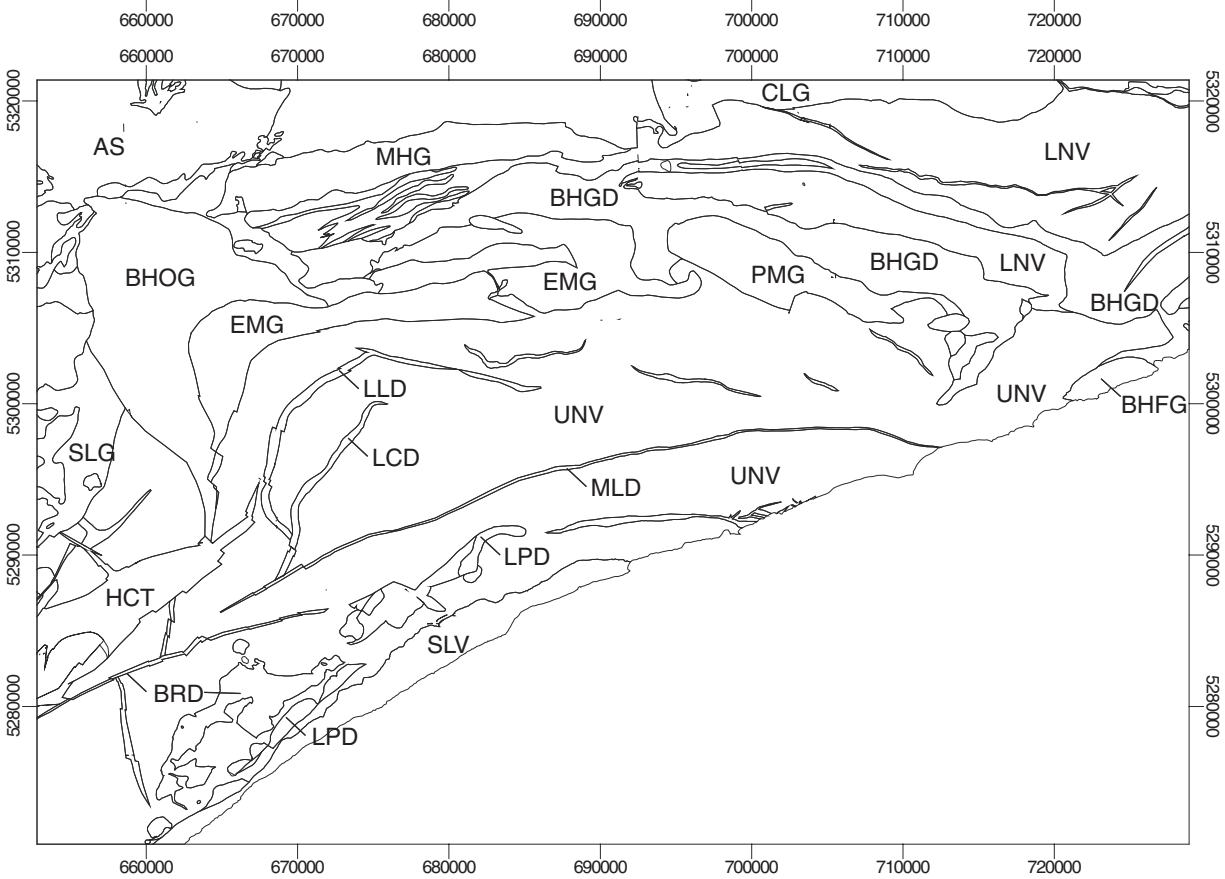 660000 670000 680000 690000 700000 710000 720000
660000 670000 680000 690000 700000 710000 720000
5320000 5320000
CLG
AS
MHG
LNV
BHGD
5310000 5310000
BHOG
EMG
PMG
BHGD
LNV
EMG
BHGD
LLD
UNV
BHFG
5300000 5300000
UNV
SLG
LCD
MLD
UNV
LPD
5290000 5290000
HCT
SLV
BRD
5280000 5280000
LPD
660000 670000 680000 690000 700000 710000 720000